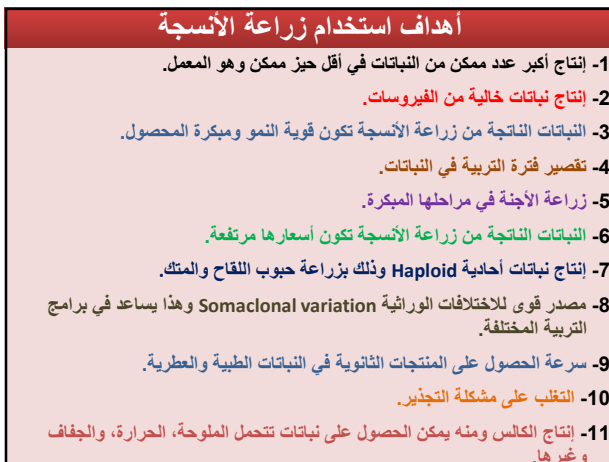 أهداف استخدام زراعة الأنسجة
1- إنتاج أكبر عدد ممكن من النباتات في أقل حيز ممكن وهو المعمل.
2- إنتاج نباتات خالية من الفيروسات.
3- النباتات الناتجة من زراعة الأنسجة تكون قوية النمو ومبكرة المحصول.
4- تقصير فترة التربية في النباتات.
5- زراعة الأجنة في مراحلها المبكرة.
6- النباتات الناتجة من زراعة الأنسجة تكون أسعارها مرتفعة.
7- إنتاج نباتات أحادية Haploid وذلك بزراعة حبوب اللقاح والمتك.
8- مصدر قوى للاختلافات الوراثية Somaclonal variation وهذا يساعد في برامج
التربية المختلفة.
9- سرعة الحصول على المنتجات الثانوية في النباتات الطبية والعطرية.
10- التغلب على مشكلة التجذير.
11- إنتاج الكالس ومنه يمكن الحصول على نباتات تتحمل الملوحة، الحرارة، والجفاف
وغيرها.